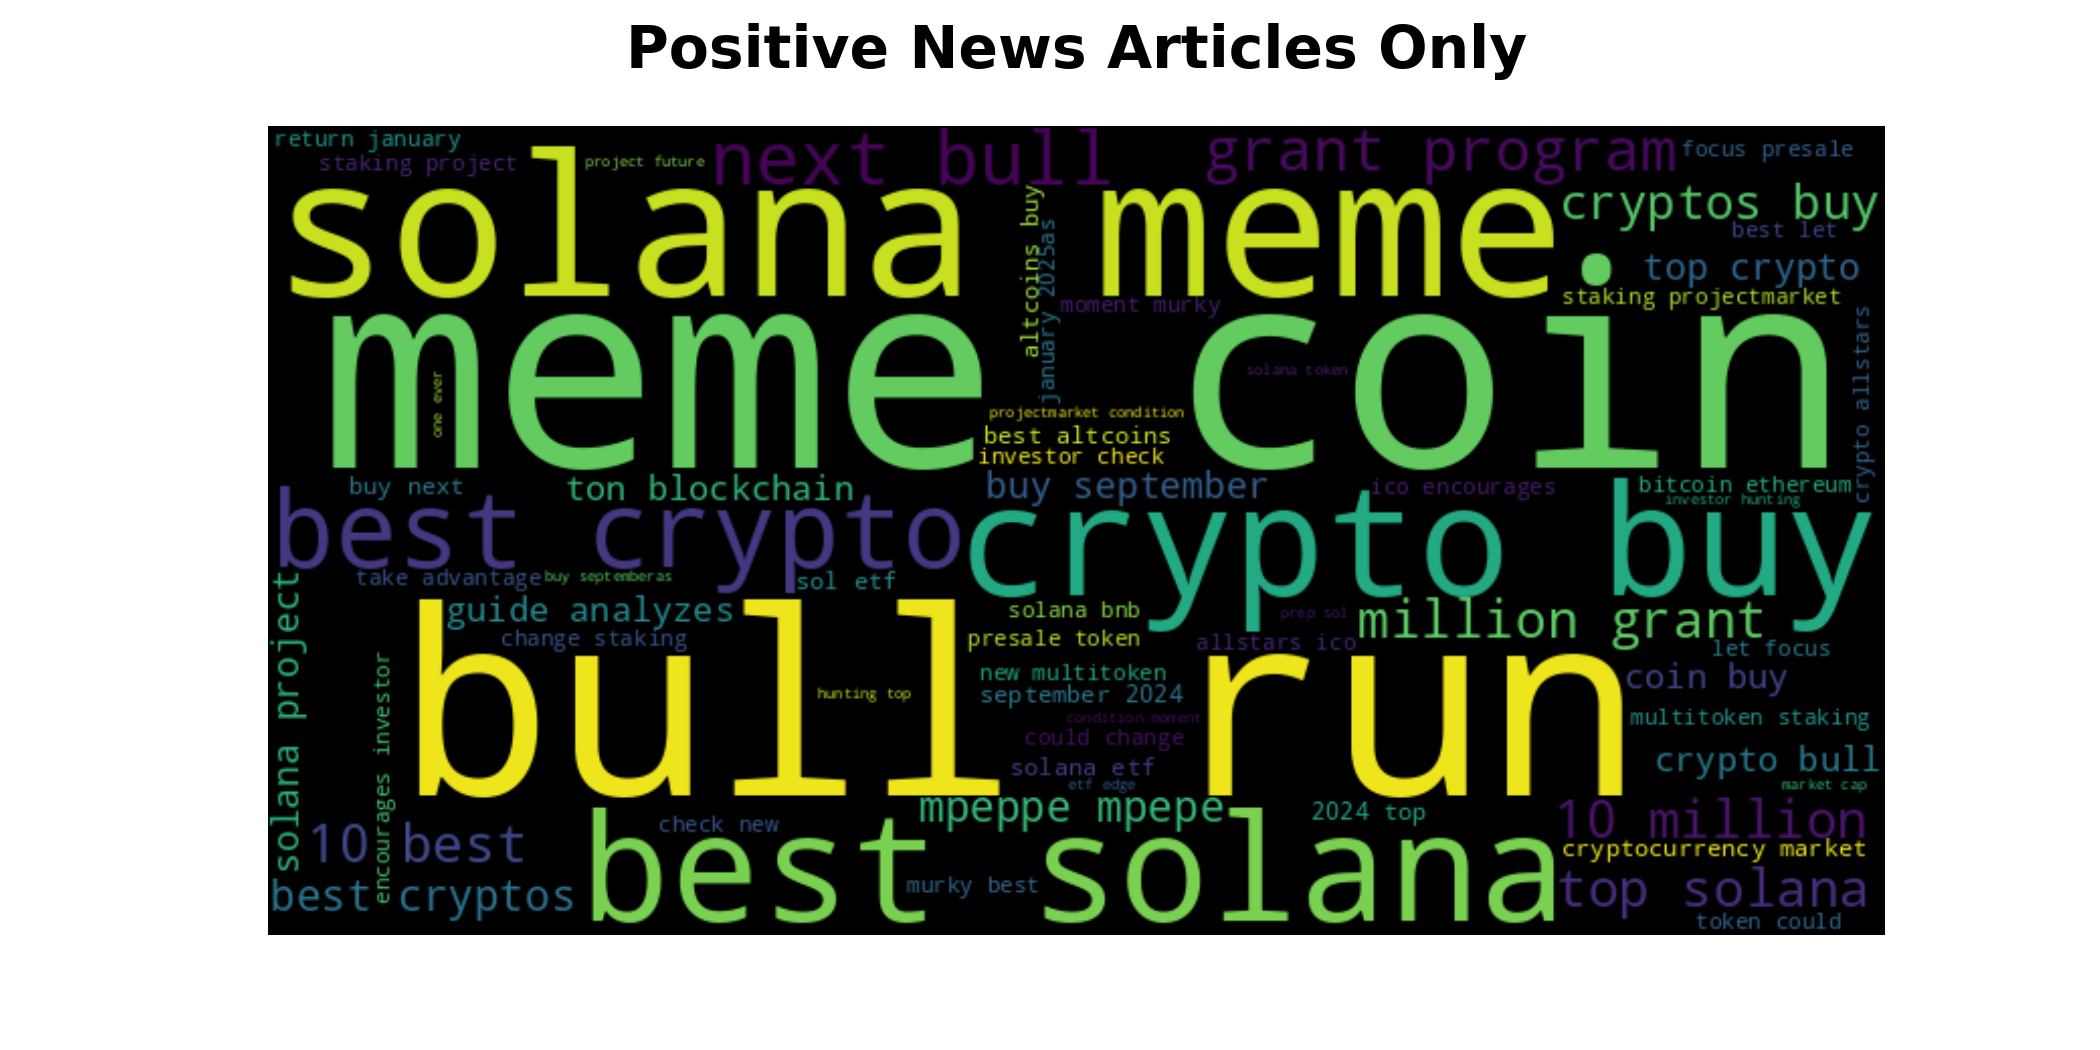 Positive News Articles Only
return january
staking project
project future
next bull
grant program
focus presale
solana meme
cryptos buy
best let
altcoins buy
january 2025as
top crypto
staking projectmarket
moment murky
meme coin
one ever
solana token
crypto allstars
projectmarket condition
best altcoins
investor check
buy next
ton blockchain
buy september
ico encourages
bitcoin ethereum
investor hunting
best crypto
crypto buy
take advantage
buy septemberas
sol etf
solana project
guide analyzes
change staking
solana bnb
presale token
prep sol
allstars ico
million grant
let focus
encourages investor
bull run
hunting top
new multitoken
september 2024
coin buy
condition moment
could change
multitoken staking
solana etf
etf edge
crypto bull
market cap
mpeppe mpepe
2024 top
10 million
10 best
check new
best solana
cryptocurrency market
best cryptos
murky best
top solana
token could